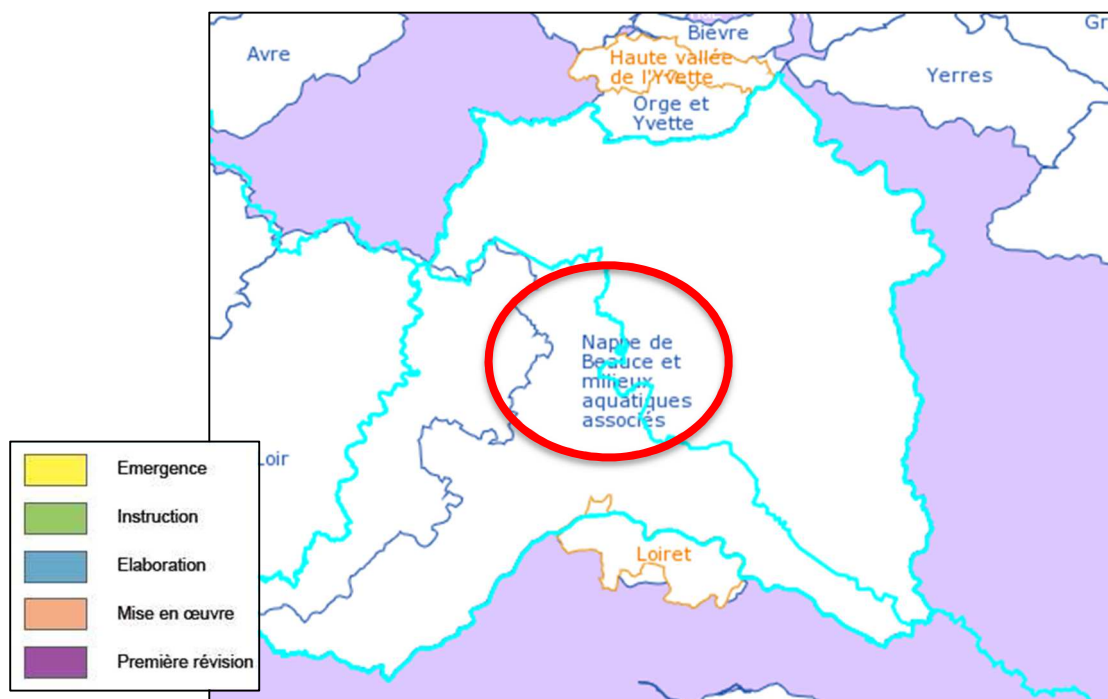 Bièvre
Avre
Haute vallée
de l'Yvette
Yerres
Orge et
Yvette
Nappe de
Beauce et
milieux
aquatiques
associés
Loir
Loiret
Emergence
Instruction
Elaboration
Mise en œuvre
Première révision